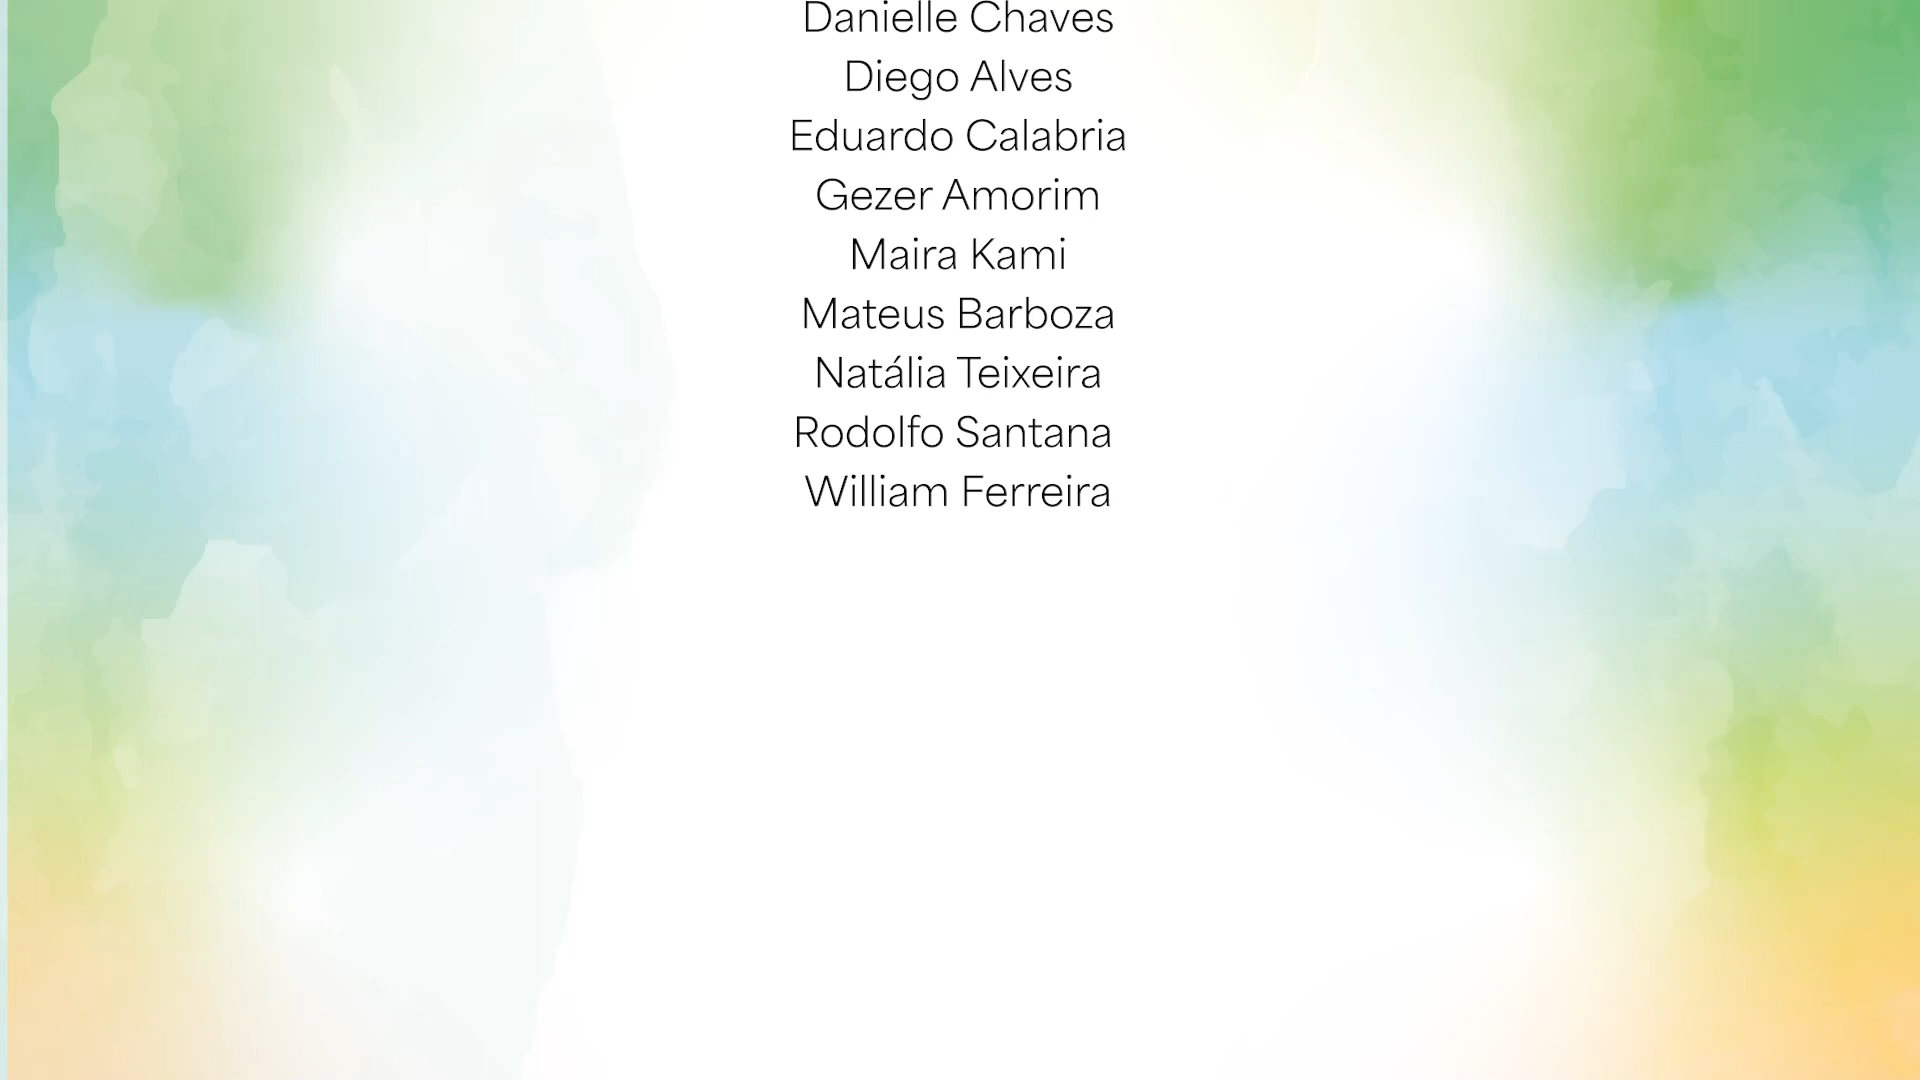 Danielle Chaves
Diego Alves
Eduardo Calabria
Gezer Amorim
Maira Kami
Mateus Barboza
Natália Teixeira
Rodolfo Santana
William Ferreira